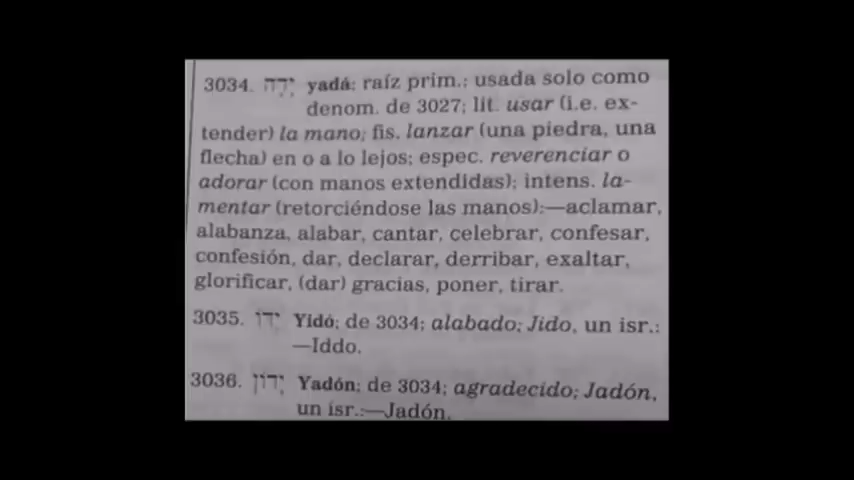 3034. יָדָה yadá; raíz prim.; usada solo como
denom. de 3027; lit. usar (i.e. ex-
tender) la mano; fis. lanzar (una piedra, una
flecha) en o a lo lejos; espec. reverenciar o
adorar (con manos extendidas); intens. la-
mentar (retorciéndose las manos):—aclamar,
alabanza, alabar, cantar, celebrar, confesar,
confesión, dar, declarar, derribar, exaltar,
glorificar, (dar) gracias, poner, tirar.
3035. יִדּוֹ Yidó; de 3034; alabado; Jido, un isr.:
—Iddo.
3036. יָדוֹן Yadón; de 3034; agradecido; Jadón,
un isr.:—Jadón.